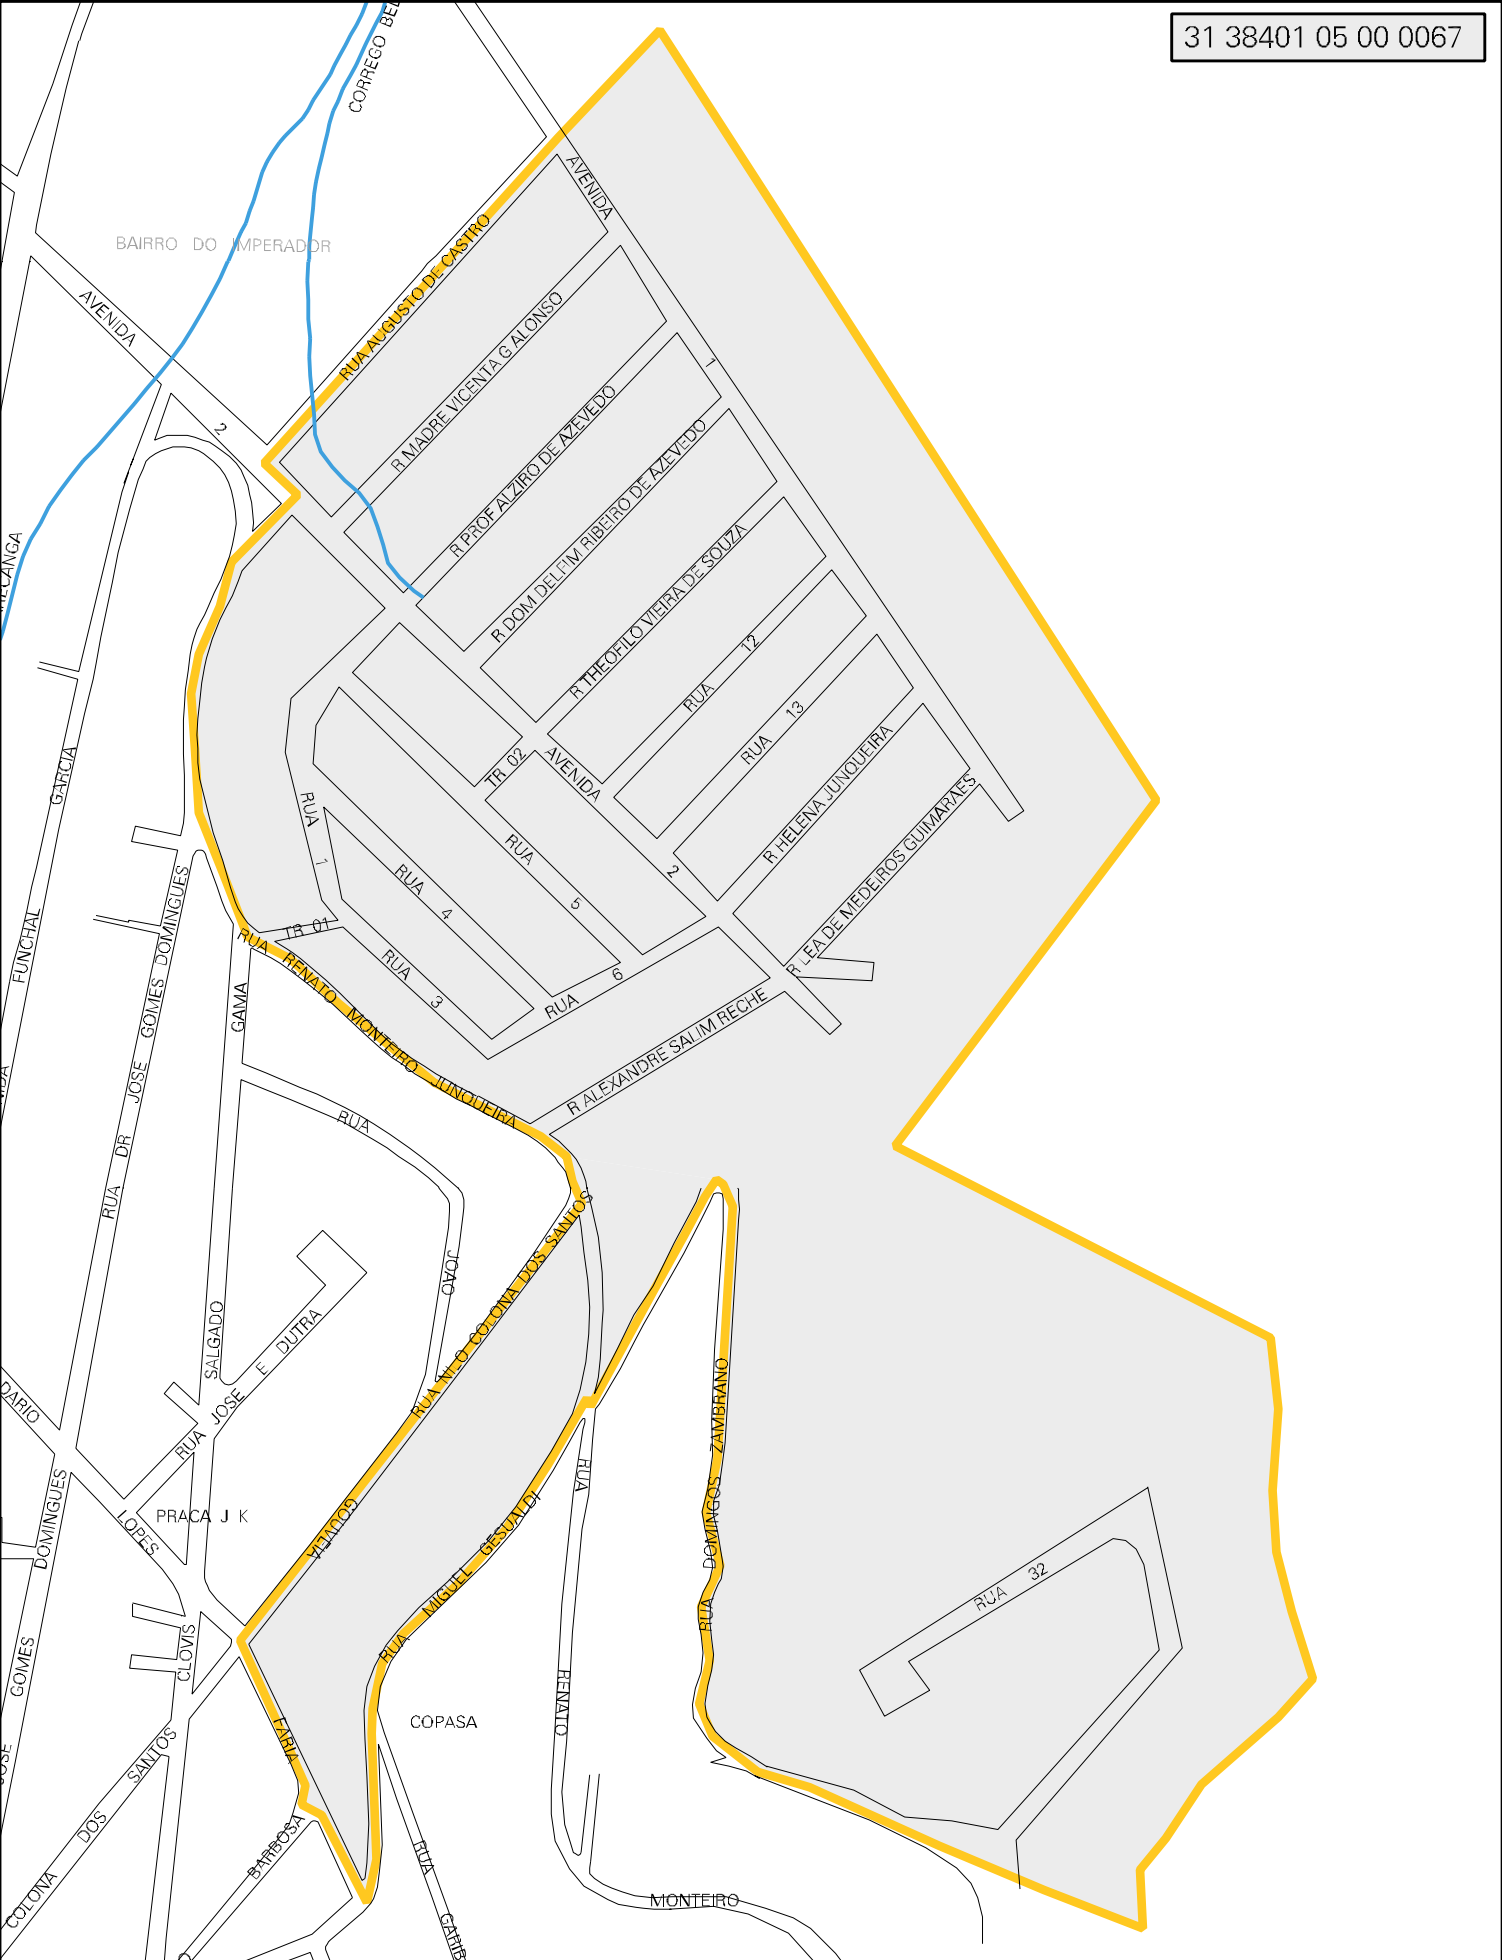 31 38401 05 00 0067
CORREGO
AVENIDA
RUA AUGUSTO DE CASTRO
BAIRRO DO IMPERADOR
AVENIDA
2
R MADRE VICENTA G ALONSO
1
R PROF ALZIRO DE AZEVEDO
R DOM DELFIM RIBEIRO DE AZEVEDO
R THEOFILO VIEIRA DE SOUZA
RUA 12
RUA 13
TR 02
AVENIDA
2
R HELENA JUNQUEIRA
R LEA DE MEDEIROS GUIMARAES
RUA 1
RUA 5
RUA 4
RUA 3
RUA 6
TR 01
R ALEXANDRE SALIM RECHE
RUA RENATO MONTEIRO JUNQUEIRA
FUNCHAL GARCIA
RUA DR JOSE GOMES DOMINGUES
GAMA
SALGADO
RUA JOAO
GOUVEIA
RUA NILO COLONA DOS SANTOS
RUA JOSE E DUTRA
DARIO
LOPES
PRACA J K
GOMES DOMINGUES
CLOVIS
FARIA
RUA MIGUEL GESUALDI
RUA DOMINGOS ZAMBRANO
RUA RENATO
MONTEIRO
COPASA
RUA 32
COLONA DOS SANTOS
BARBOSA
RUA